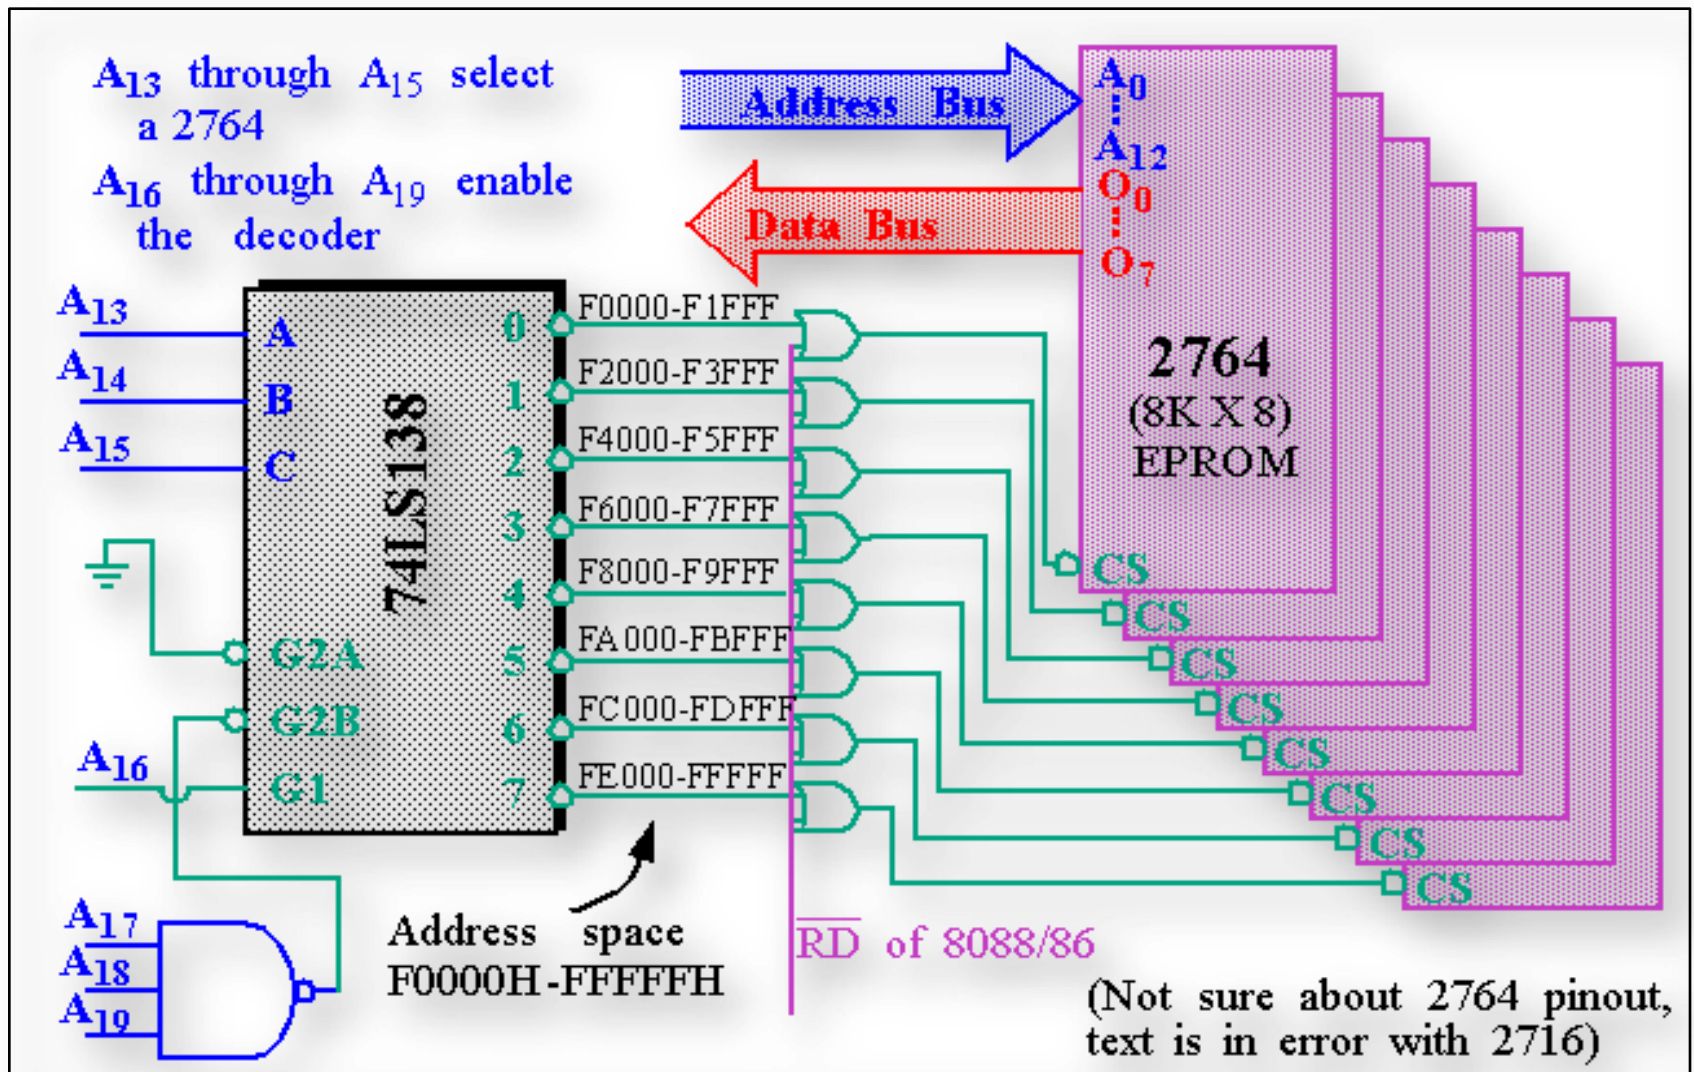 A13 through A15 select
a 2764
A16 through A19 enable
the decoder
Address Bus
Data Bus
A0
A12
O0
O7
2764
(8K X 8)
EPROM
A13
A14
A15
A
B
C
74LS138
G2A
G2B
G1
A16
0
1
2
3
4
5
6
7
F0000-F1FFF
F2000-F3FFF
F4000-F5FFF
F6000-F7FFF
F8000-F9FFF
FA000-FBFFF
FC000-FDFFF
FE000-FFFFF
CS
CS
CS
CS
CS
CS
CS
CS
A17
A18
A19
Address space
F0000H-FFFFFH
RD of 8088/86
(Not sure about 2764 pinout,
text is in error with 2716)